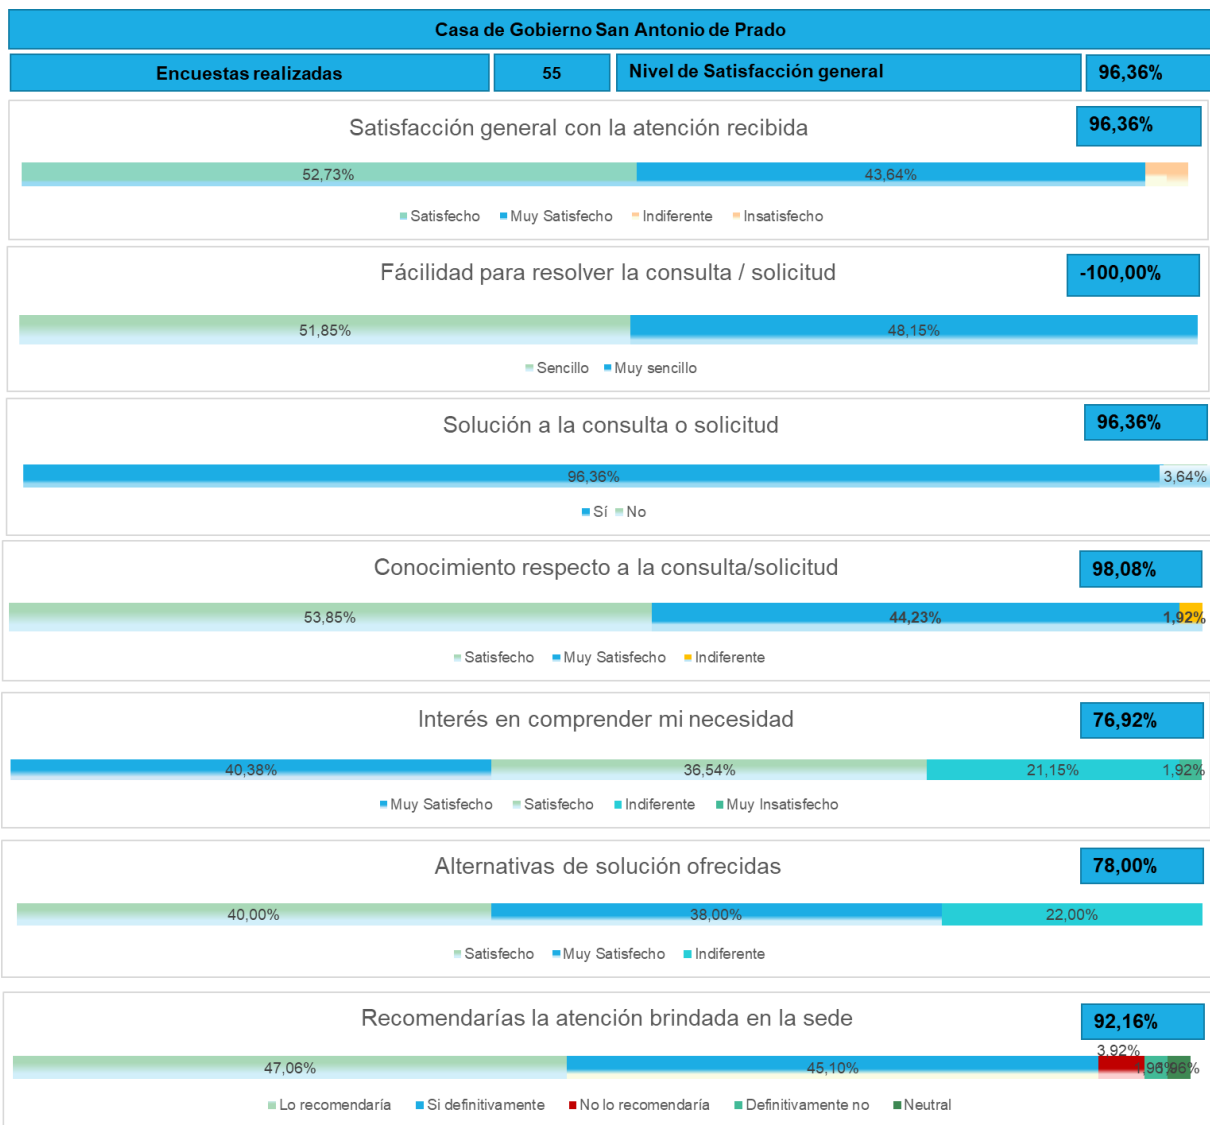 Casa de Gobierno San Antonio de Prado
Encuestas realizadas 55 Nivel de Satisfacción general 96,36%
Satisfacción general con la atención recibida 96,36%
52,73% 43,64%
Satisfecho Muy Satisfecho Indiferente Insatisfecho
Fácilidad para resolver la consulta / solicitud -100,00%
51,85% 48,15%
Sencillo Muy sencillo
Solución a la consulta o solicitud 96,36%
96,36% 3,64%
Sí No
Conocimiento respecto a la consulta/solicitud 98,08%
53,85% 44,23% 1,92%
Satisfecho Muy Satisfecho Indiferente
Interés en comprender mi necesidad 76,92%
40,38% 36,54% 21,15% 1,92%
Muy Satisfecho Satisfecho Indiferente Muy Insatisfecho
Alternativas de solución ofrecidas 78,00%
40,00% 38,00% 22,00%
Satisfecho Muy Satisfecho Indiferente
Recomendarías la atención brindada en la sede 92,16%
3,92%
47,06% 45,10% 1,96% 1,96%
Lo recomendaría Si definitivamente No lo recomendaría Definitivamente no Neutral